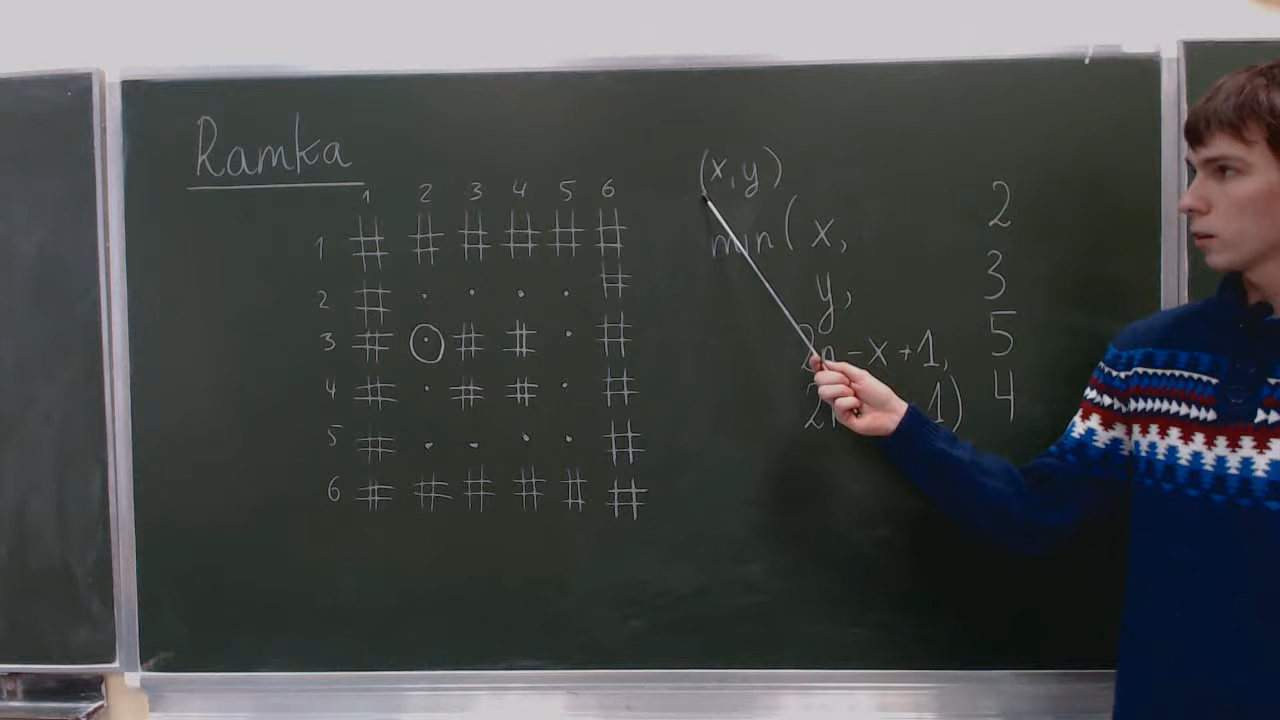 Ramka
1 2 3 4 5 6
1 # # # # # #
2 # . . . . #
3 # . # # . #
4 # . # # . #
5 # . . . . #
6 # # # # # #
(x,y)
min(x, 2
y, 3
2n-x+1, 5
1) 4